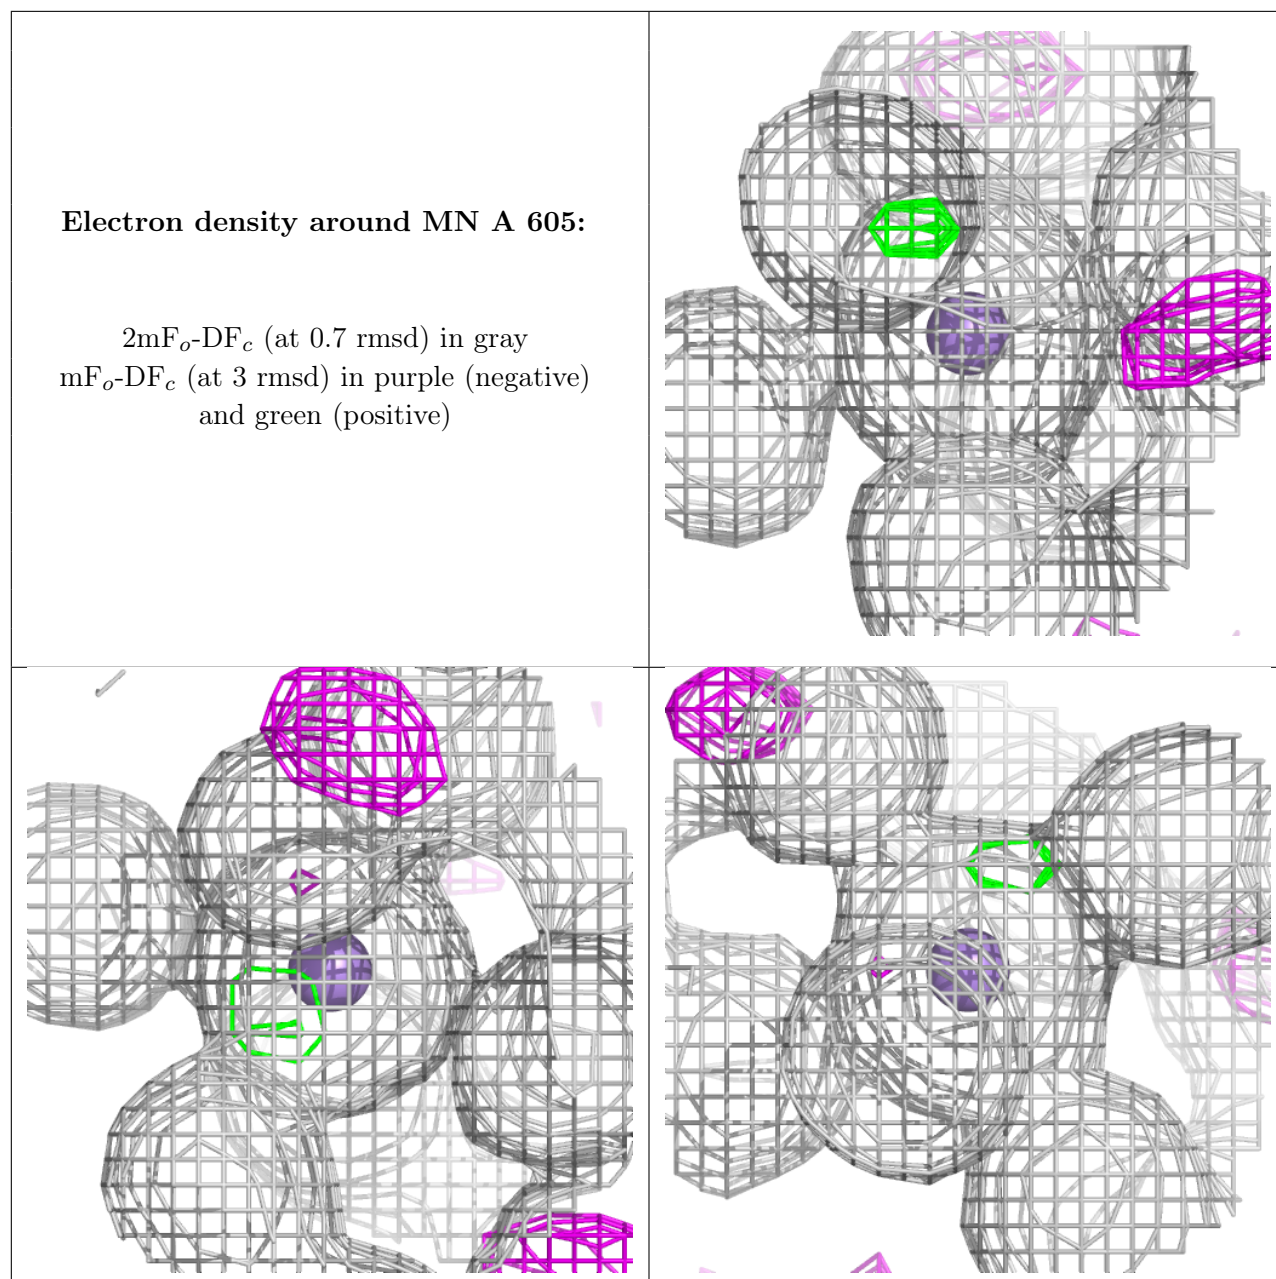 Electron density around MN A 605:
2mFₒ-DF𝒸 (at 0.7 rmsd) in gray
mFₒ-DF𝒸 (at 3 rmsd) in purple (negative)
and green (positive)